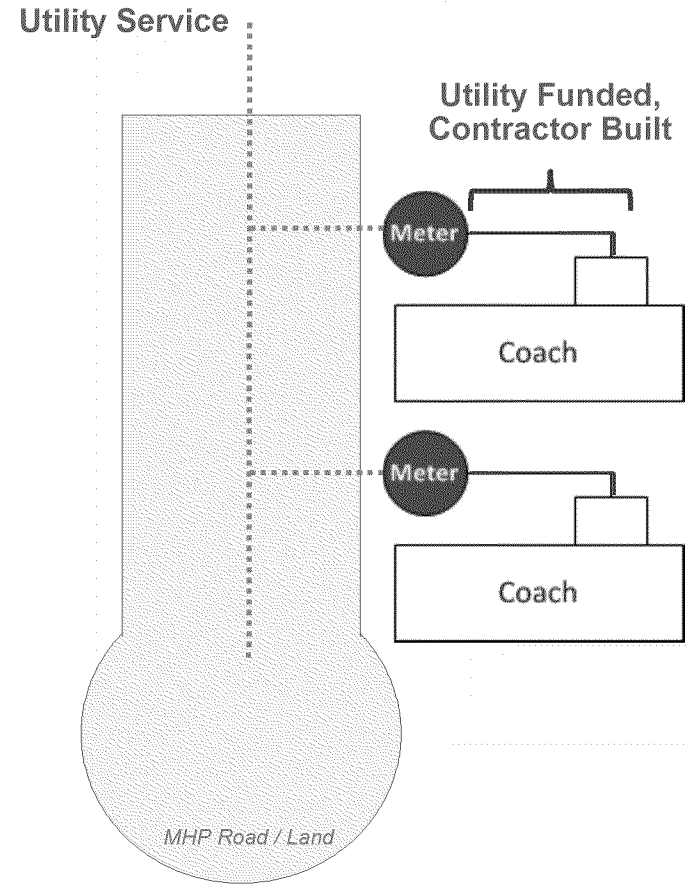 Utility Service
Utility Funded,
Contractor Built
Meter
Coach
Meter
Coach
MHP Road / Land